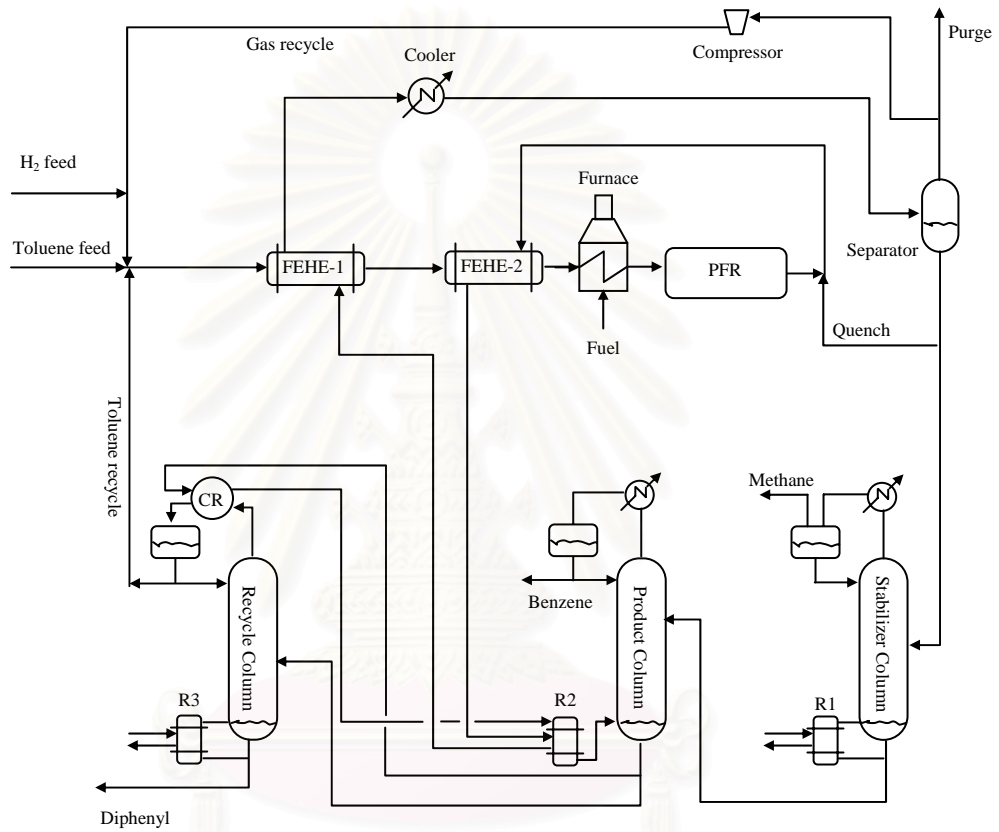 Purge
Gas recycle
Compressor
Cooler
H2 feed
Furnace
Toluene feed
FEHE-1
FEHE-2
PFR
Separator
Quench
Fuel
Toluene recycle
CR
Methane
Recycle Column
Benzene
Product Column
Stabilizer Column
R3
R2
R1
Diphenyl